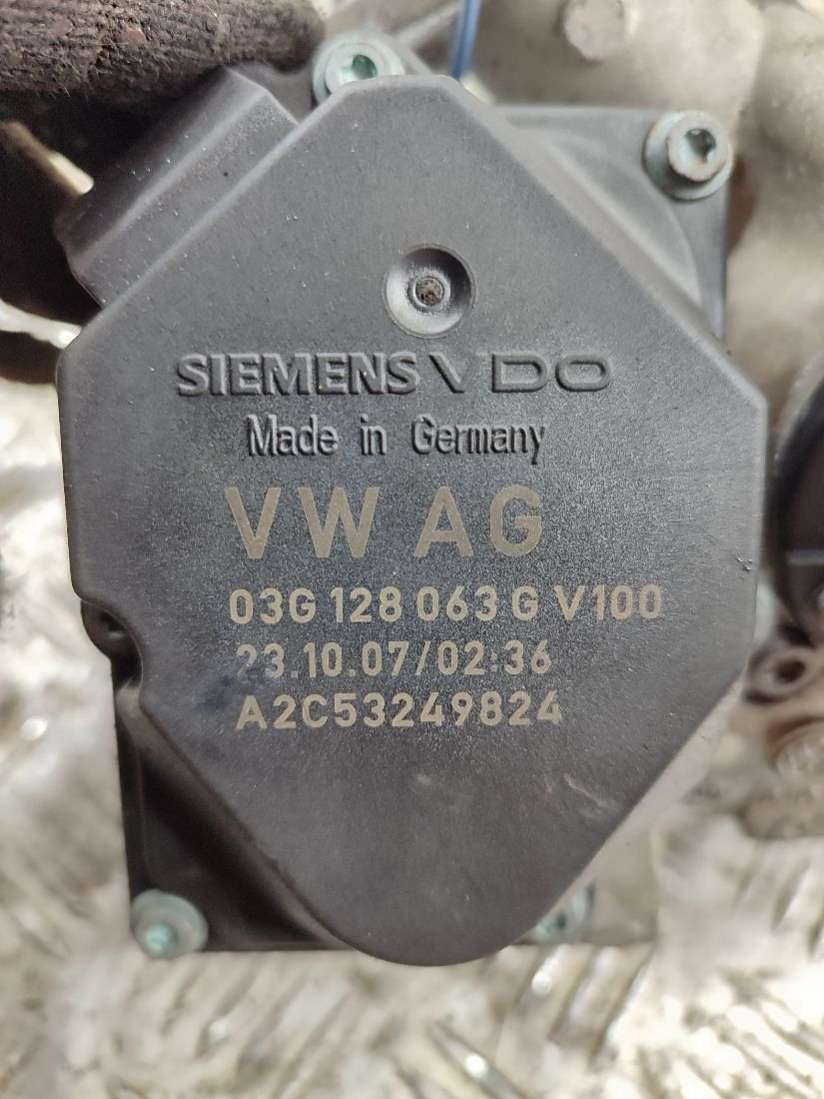 SIEMENS VDO
Made in Germany
VW AG
03G 128 063 G V100
23.10.07/02:36
A2C53249824